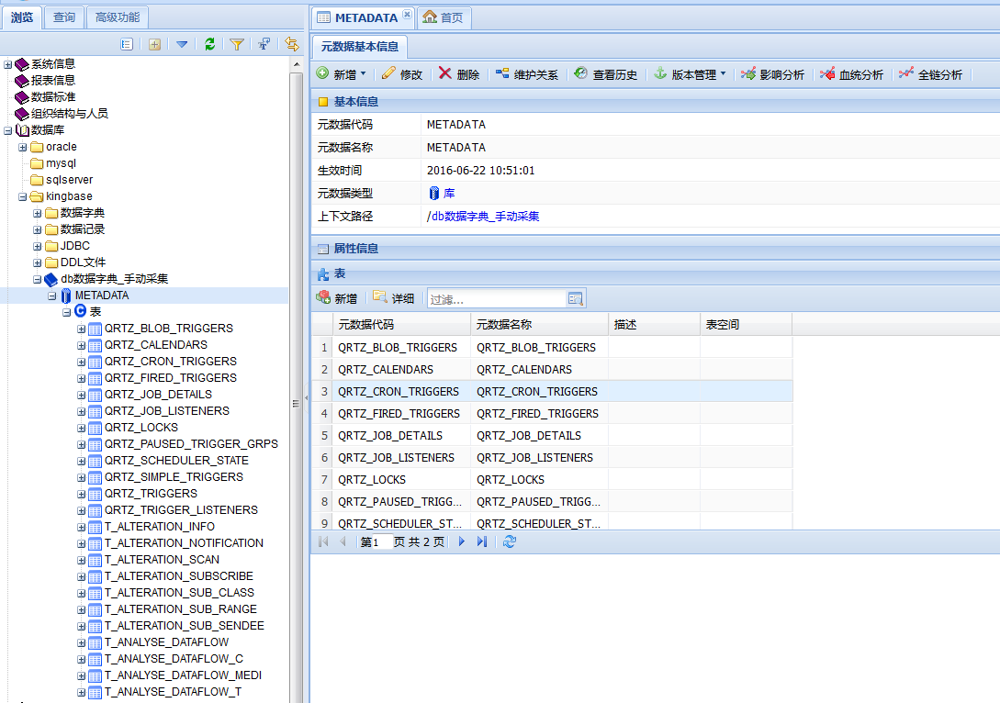 浏览 查询 高级功能
系统信息
报表信息
数据标准
组织结构与人员
数据库
oracle
mysql
sqlserver
kingbase
数据字典
数据记录
JDBC
DDL文件
db数据字典_手动采集
METADATA
表
QRTZ_BLOB_TRIGGERS
QRTZ_CALENDARS
QRTZ_CRON_TRIGGERS
QRTZ_FIRED_TRIGGERS
QRTZ_JOB_DETAILS
QRTZ_JOB_LISTENERS
QRTZ_LOCKS
QRTZ_PAUSED_TRIGGER_GRPS
QRTZ_SCHEDULER_STATE
QRTZ_SIMPLE_TRIGGERS
QRTZ_TRIGGERS
QRTZ_TRIGGER_LISTENERS
T_ALTERATION_INFO
T_ALTERATION_NOTIFICATION
T_ALTERATION_SCAN
T_ALTERATION_SUBSCRIBE
T_ALTERATION_SUB_CLASS
T_ALTERATION_SUB_RANGE
T_ALTERATION_SUB_SENDEE
T_ANALYSE_DATAFLOW
T_ANALYSE_DATAFLOW_C
T_ANALYSE_DATAFLOW_MEDI
T_ANALYSE_DATAFLOW_T
METADATA 首页
元数据基本信息
新增 修改 删除 维护关系 查看历史 版本管理 影响分析 血统分析 全链分析
基本信息
元数据代码 METADATA
元数据名称 METADATA
生效时间 2016-06-22 10:51:01
元数据类型 库
上下文路径 /db数据字典_手动采集
属性信息
表
新增 详细 过滤...
元数据代码 元数据名称 描述 表空间
1 QRTZ_BLOB_TRIGGERS QRTZ_BLOB_TRIGGERS
2 QRTZ_CALENDARS QRTZ_CALENDARS
3 QRTZ_CRON_TRIGGERS QRTZ_CRON_TRIGGERS
4 QRTZ_FIRED_TRIGGERS QRTZ_FIRED_TRIGGERS
5 QRTZ_JOB_DETAILS QRTZ_JOB_DETAILS
6 QRTZ_JOB_LISTENERS QRTZ_JOB_LISTENERS
7 QRTZ_LOCKS QRTZ_LOCKS
8 QRTZ_PAUSED_TRIGG... QRTZ_PAUSED_TRIGG...
9 QRTZ_SCHEDULER_ST... QRTZ_SCHEDULER_ST...
第1 页 共 2 页